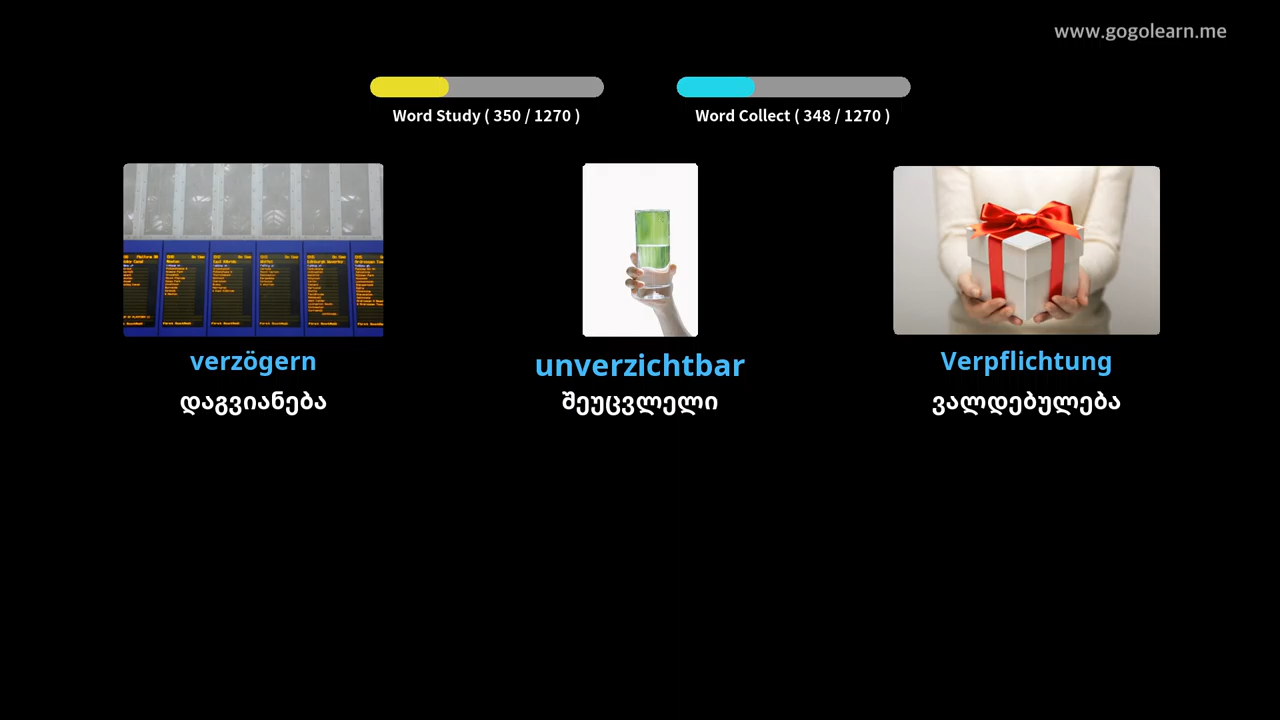 www.gogolearn.me
Word Study ( 350 / 1270 )
Word Collect ( 348 / 1270 )
verzögern
unverzichtbar
Verpflichtung
დაგვიანება
შეუცვლელი
ვალდებულება